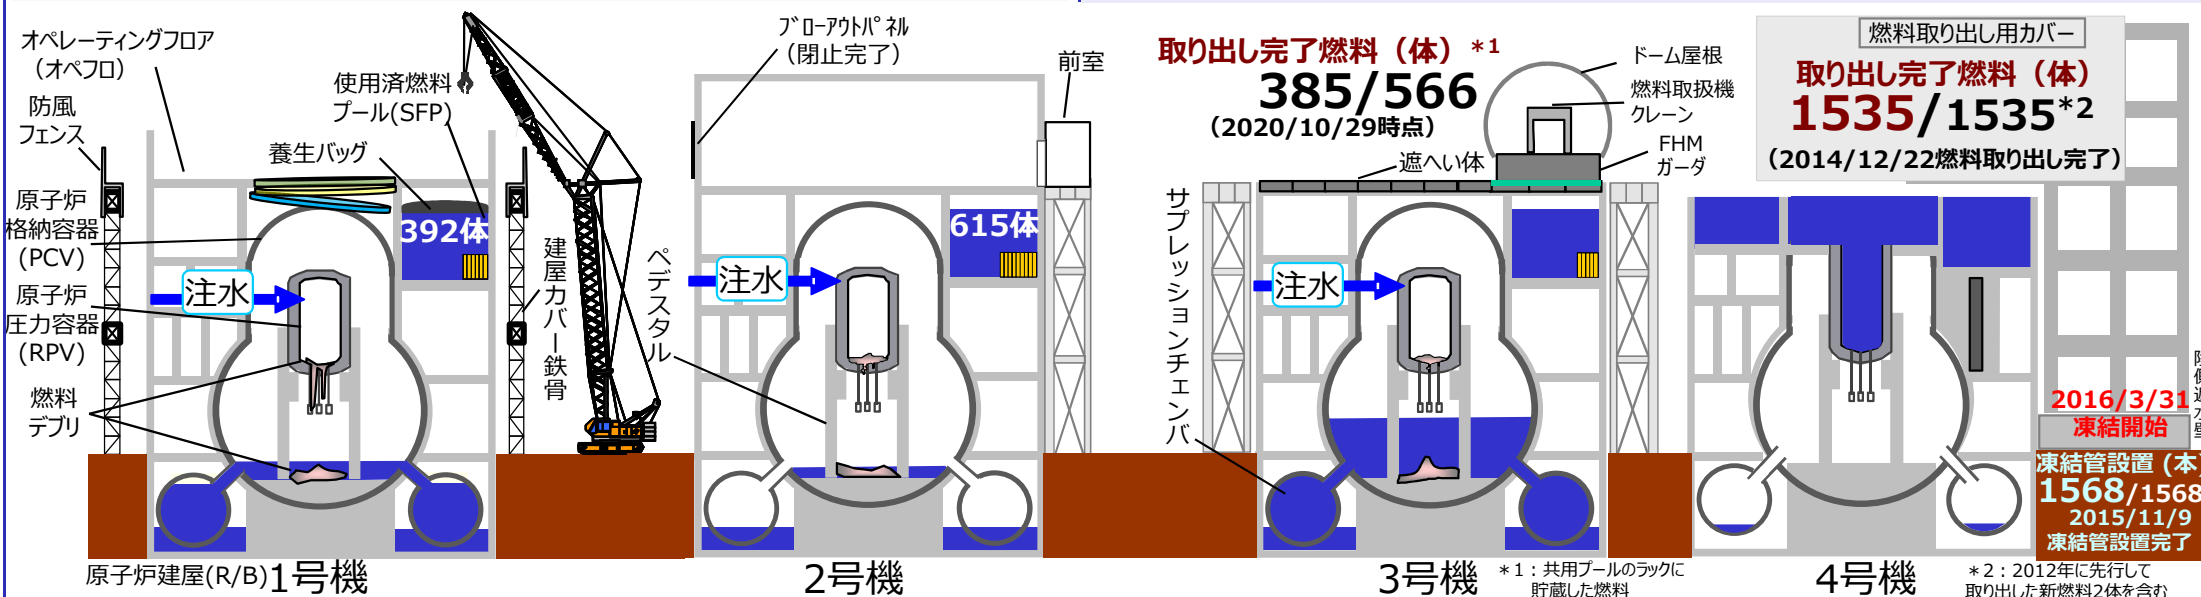 オペレーティングフロア
（オペフロ）
防風
フェンス
使用済燃料
プール(SFP)
養生バッグ
原子炉
格納容器
(PCV)
392体
注水
原子炉
圧力容器
(RPV)
燃料
デブリ
建屋カバー鉄骨
原子炉建屋(R/B)
1号機
ﾌﾞﾛｰｱｳﾄﾊﾟﾈﾙ
（閉止完了）
前室
615体
注水
ペデスタル
2号機
取り出し完了燃料（体）*1
385/566
（2020/10/29時点）
ドーム屋根
燃料取扱機
クレーン
FHM
ガーダ
遮へい体
注水
サプレッションチェンバ
3号機
＊1：共用プールのラックに
貯蔵した燃料
燃料取り出し用カバー
取り出し完了燃料（体）
1535/1535*2
（2014/12/22燃料取り出し完了）
2016/3/31
凍結開始
凍結管設置 (本)
1568/1568
2015/11/9
凍結管設置完了
4号機
＊2：2012年に先行して
取り出した新燃料2体を含む